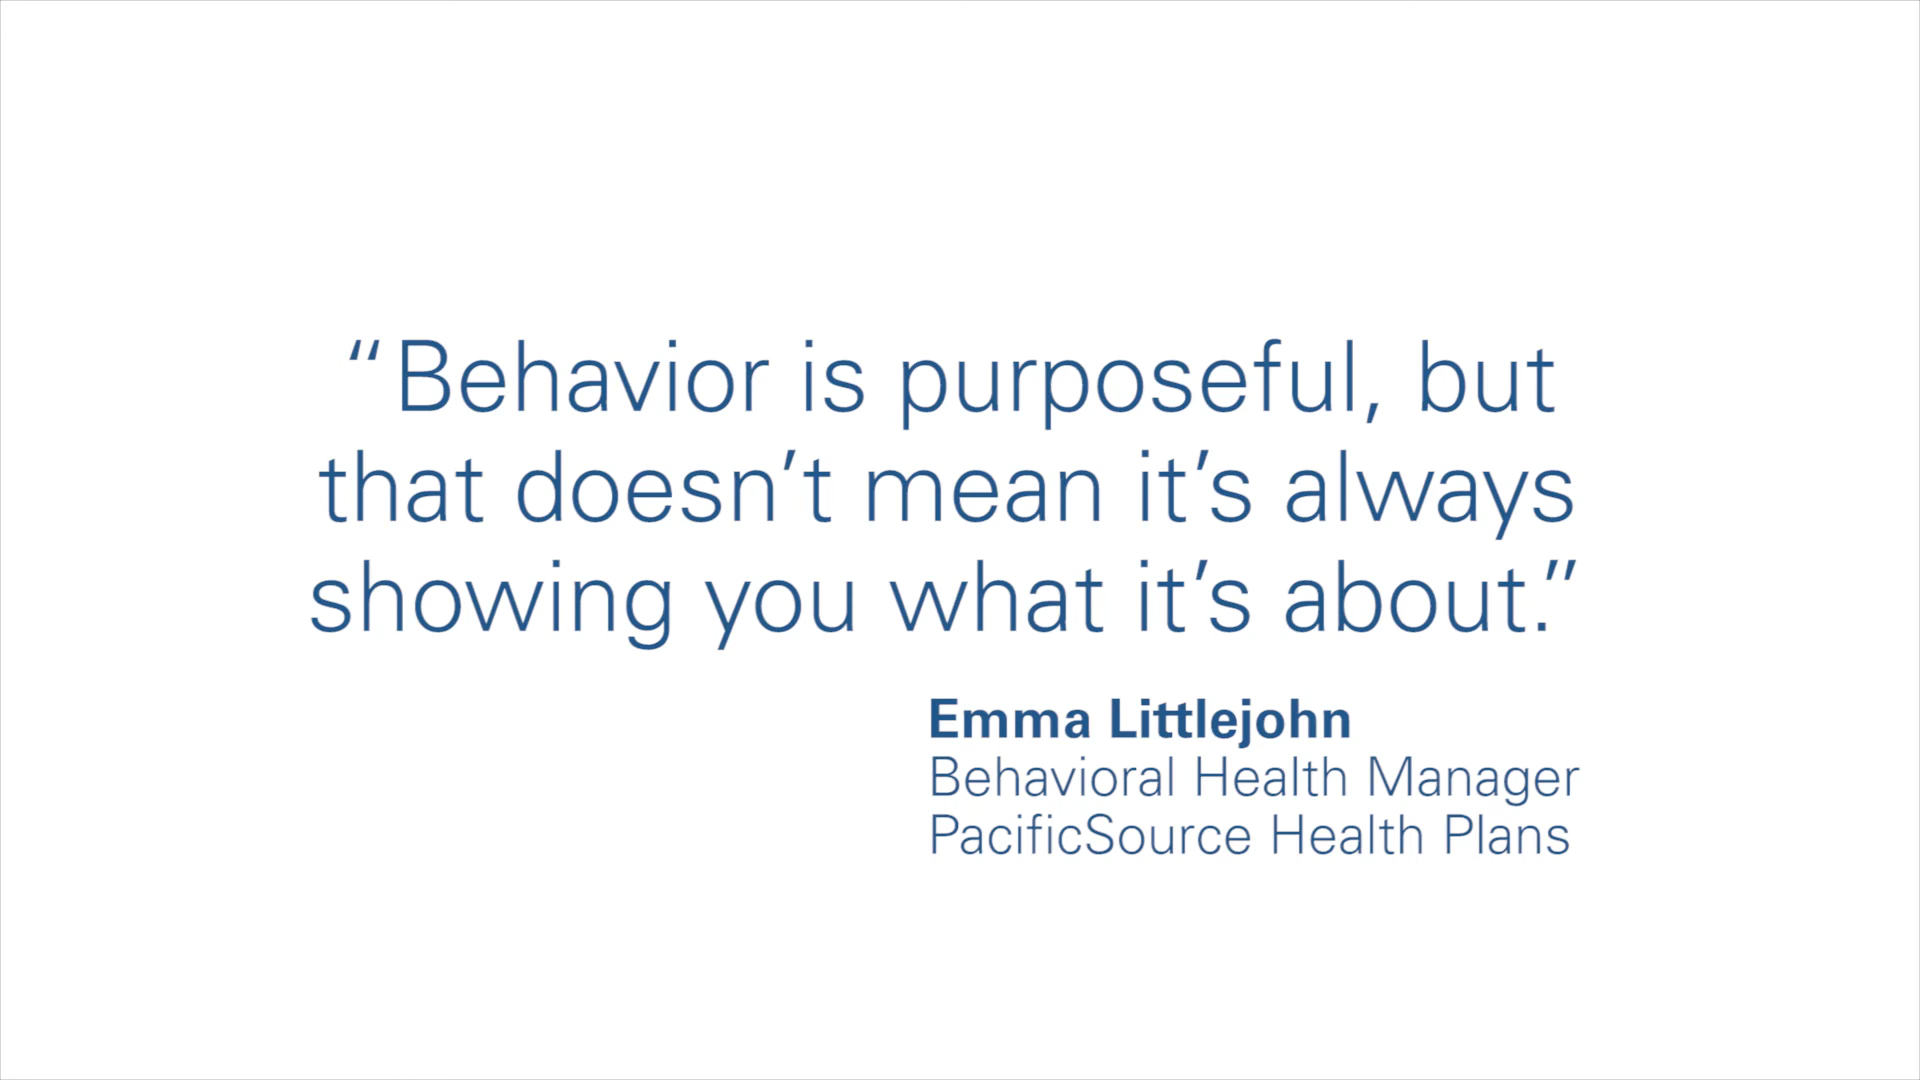 “Behavior is purposeful, but
that doesn’t mean it’s always
showing you what it’s about.”
Emma Littlejohn
Behavioral Health Manager
PacificSource Health Plans